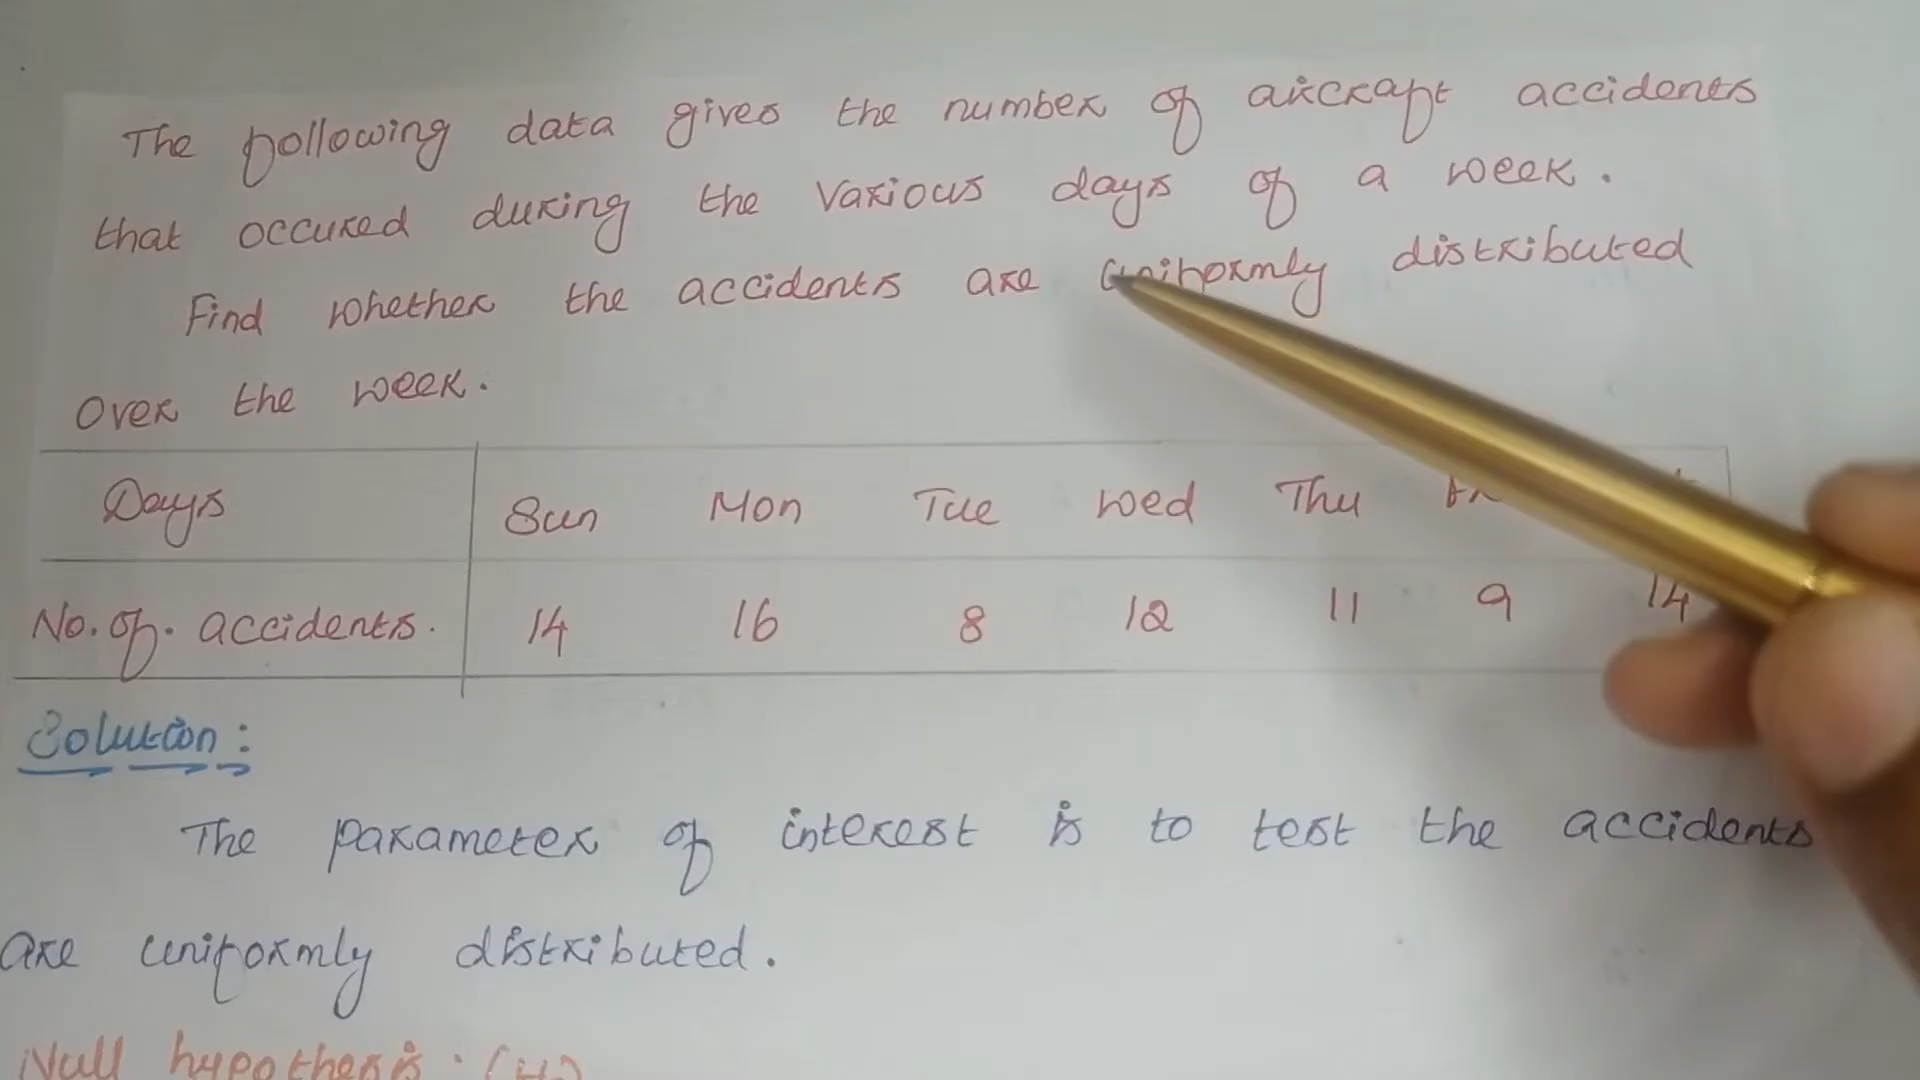 The following data gives the number of aircraft accidents
that occured during the various days of a week.
Find whether the accidents are uniformly distributed
Over the week.
Days Sun Mon Tue Wed Thu
No. of. accidents. 14 16 8 12 11 9 14
Solution:
The parameter of interest is to test the accidents
are uniformly distributed.
Null hypothesis: